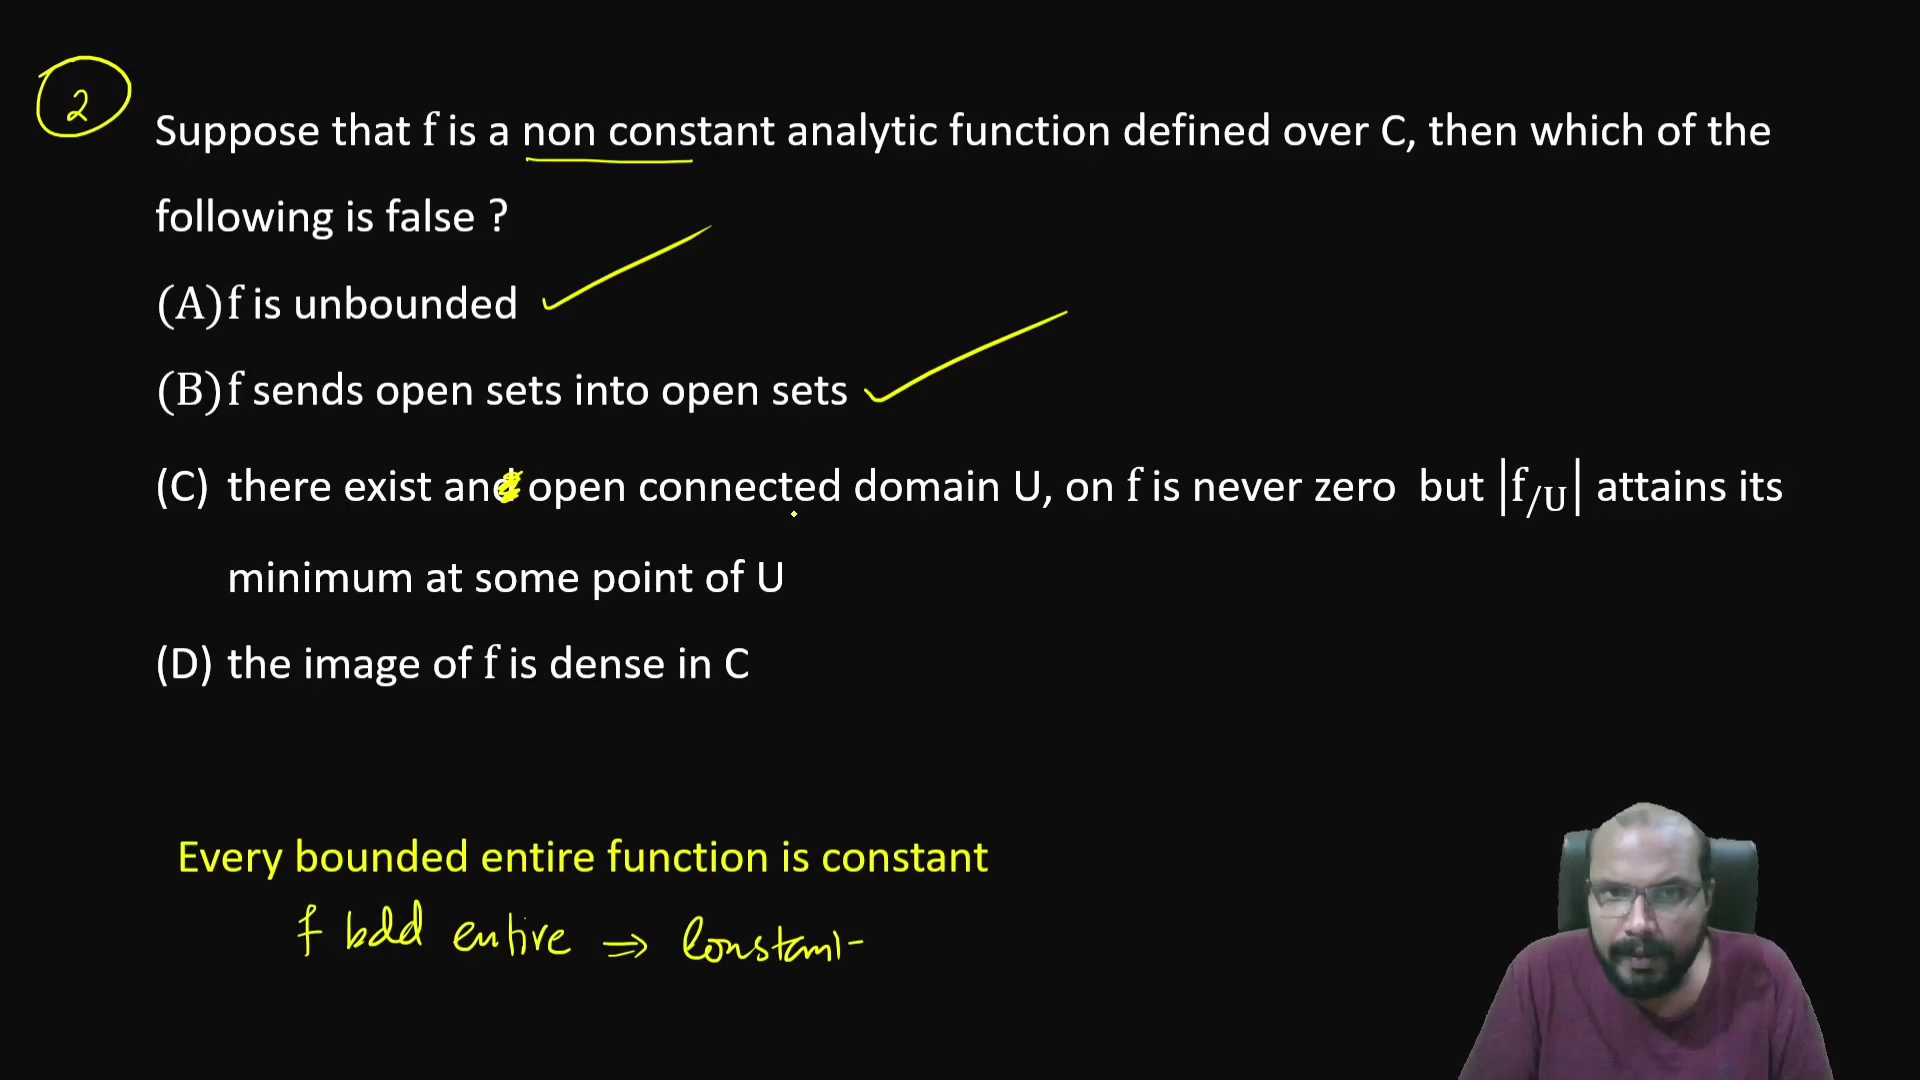 2
Suppose that f is a non constant analytic function defined over C, then which of the
following is false ?
(A) f is unbounded
(B) f sends open sets into open sets
(C) there exist an open connected domain U, on f is never zero but |f/U| attains its
minimum at some point of U
(D) the image of f is dense in C
Every bounded entire function is constant
f bdd entire ⇒ Constant